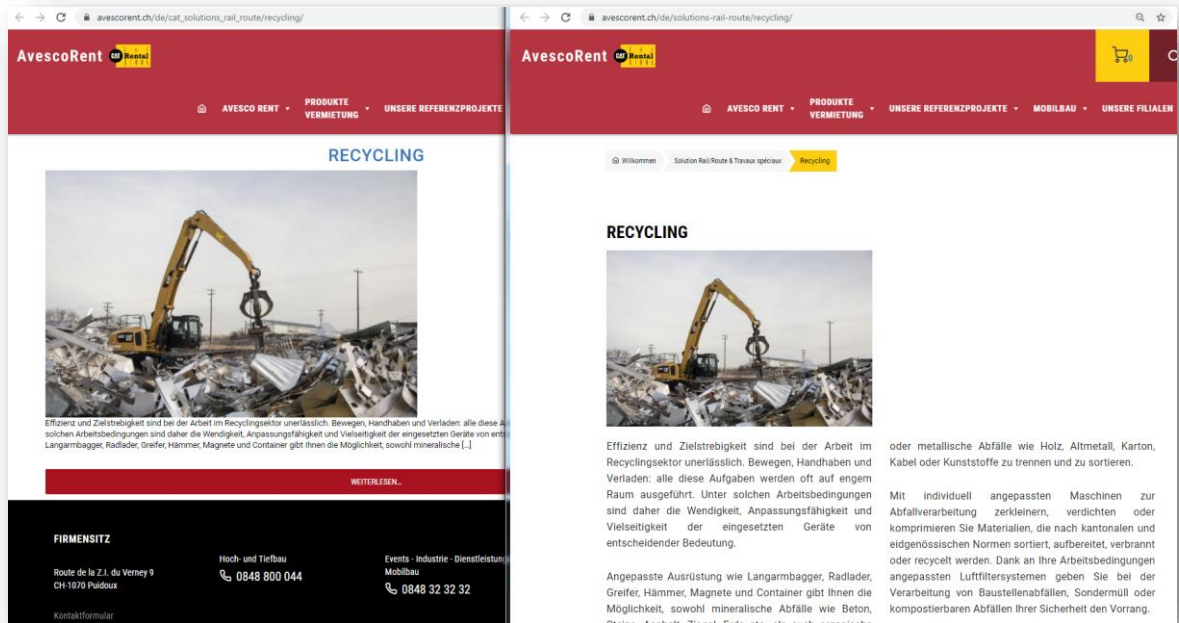 avescorent.ch/de/cat_solutions_rail_route/recycling/
AvescoRent CAT Rental
AVESCO RENT
PRODUKTE
VERMIETUNG
UNSERE REFERENZPROJEKTE
RECYCLING
Effizienz und Zielstrebigkeit sind bei der Arbeit im Recyclingsektor unerlässlich. Bewegen, Handhaben und Verladen: alle diese A
solchen Arbeitsbedingungen sind daher die Wendigkeit, Anpassungsfähigkeit und Vielseitigkeit der eingesetzten Geräte von ent
Langarmbagger, Radlader, Greifer, Hämmer, Magnete und Container gibt Ihnen die Möglichkeit, sowohl mineralische [...]
WEITERLESEN...
FIRMENSITZ
Route de la Z.I. du Verney 9
CH-1070 Puidoux
Kontaktformular
Hoch- und Tiefbau
0848 800 044
Events - Industrie - Dienstleistung
Mobilbau
0848 32 32 32
avescorent.ch/de/solutions-rail-route/recycling/
AvescoRent CAT Rental
0
AVESCO RENT
PRODUKTE
VERMIETUNG
UNSERE REFERENZPROJEKTE
MOBILBAU
UNSERE FILIALEN
Willkommen
Solution Rail/Route & Travaux spéciaux
Recycling
RECYCLING
Effizienz und Zielstrebigkeit sind bei der Arbeit im
Recyclingsektor unerlässlich. Bewegen, Handhaben und
Verladen: alle diese Aufgaben werden oft auf engem
Raum ausgeführt. Unter solchen Arbeitsbedingungen
sind daher die Wendigkeit, Anpassungsfähigkeit und
Vielseitigkeit der eingesetzten Geräte von
entscheidender Bedeutung.
Angepasste Ausrüstung wie Langarmbagger, Radlader,
Greifer, Hämmer, Magnete und Container gibt Ihnen die
Möglichkeit, sowohl mineralische Abfälle wie Beton,
oder metallische Abfälle wie Holz, Altmetall, Karton,
Kabel oder Kunststoffe zu trennen und zu sortieren.
Mit individuell angepassten Maschinen zur
Abfallverarbeitung zerkleinern, verdichten oder
komprimieren Sie Materialien, die nach kantonalen und
eidgenössischen Normen sortiert, aufbereitet, verbrannt
oder recycelt werden. Dank an Ihre Arbeitsbedingungen
angepassten Luftfiltersystemen geben Sie bei der
Verarbeitung von Baustellenabfällen, Sondermüll oder
kompostierbaren Abfällen Ihrer Sicherheit den Vorrang.